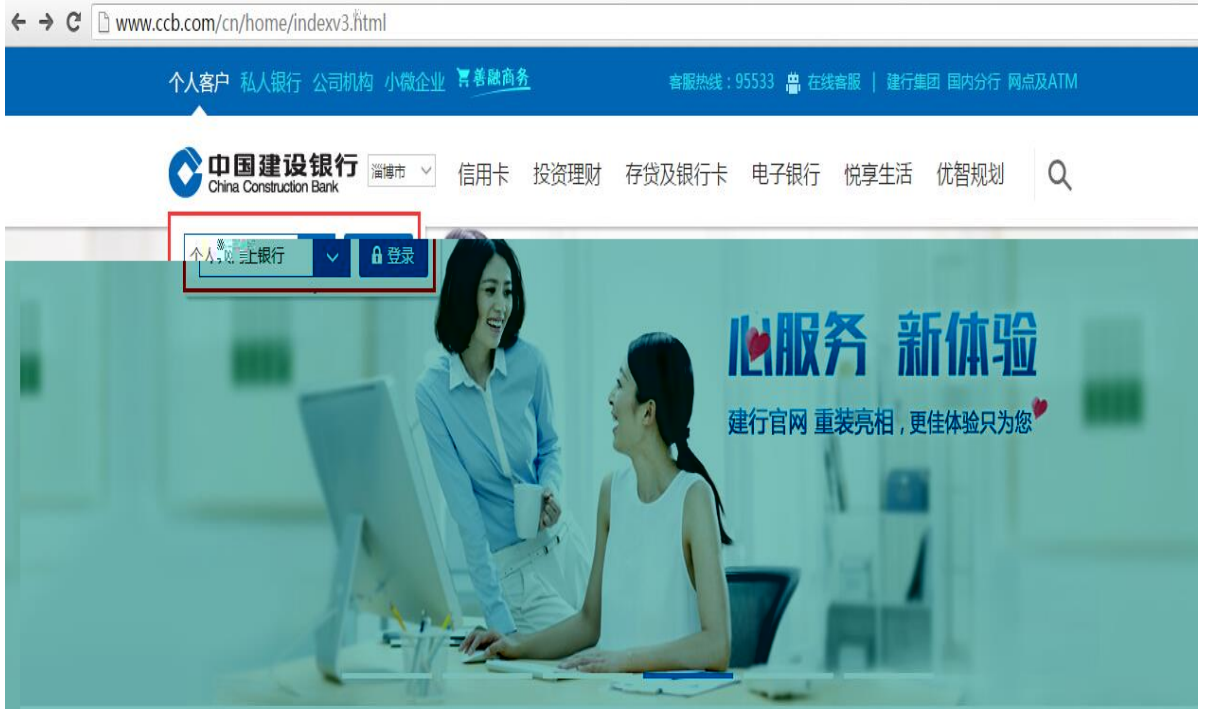 www.ccb.com/cn/home/indexv3.html
个人客户 私人银行 公司机构 小微企业 善融商务 客服热线：95533 在线客服 | 建行集团 国内分行 网点及ATM
中国建设银行 淄博市 信用卡 投资理财 存贷及银行卡 电子银行 悦享生活 优智规划
China Construction Bank
个人 上银行 登录
心服务 新体验
建行官网 重装亮相，更佳体验只为您